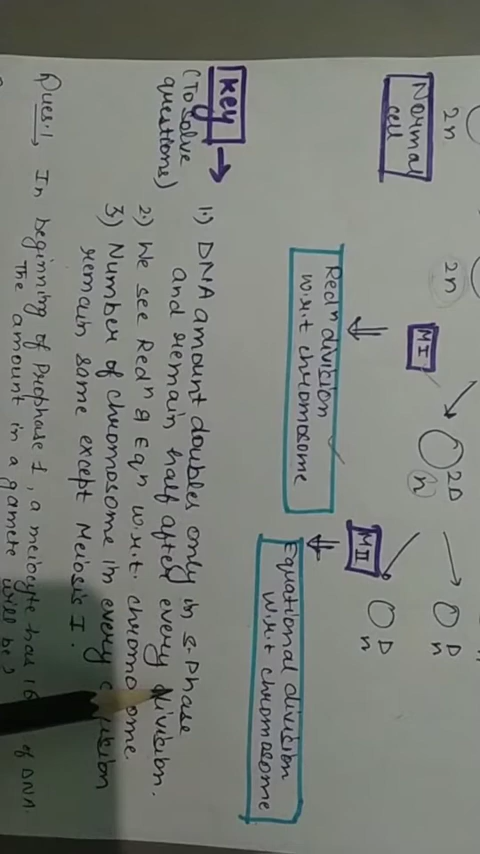 2n
2n
2D
n
D
n
D
n
Normal
cell
MI
MII
Redⁿ division
w.r.t chromosome
Equational division
w.r.t chromosome
Key
(To solve
questions)
1.) DNA amount doubles only in S-Phase
and remain half after every division.
2.) We see Redⁿ & Eqⁿ w.r.t. chromosome.
3) Number of chromosome in every
remain same except Meiosis I.
Ques.1, In beginning of Prophase 1, a meiocyte has 16 of DNA.
The amount in a gamete will be?